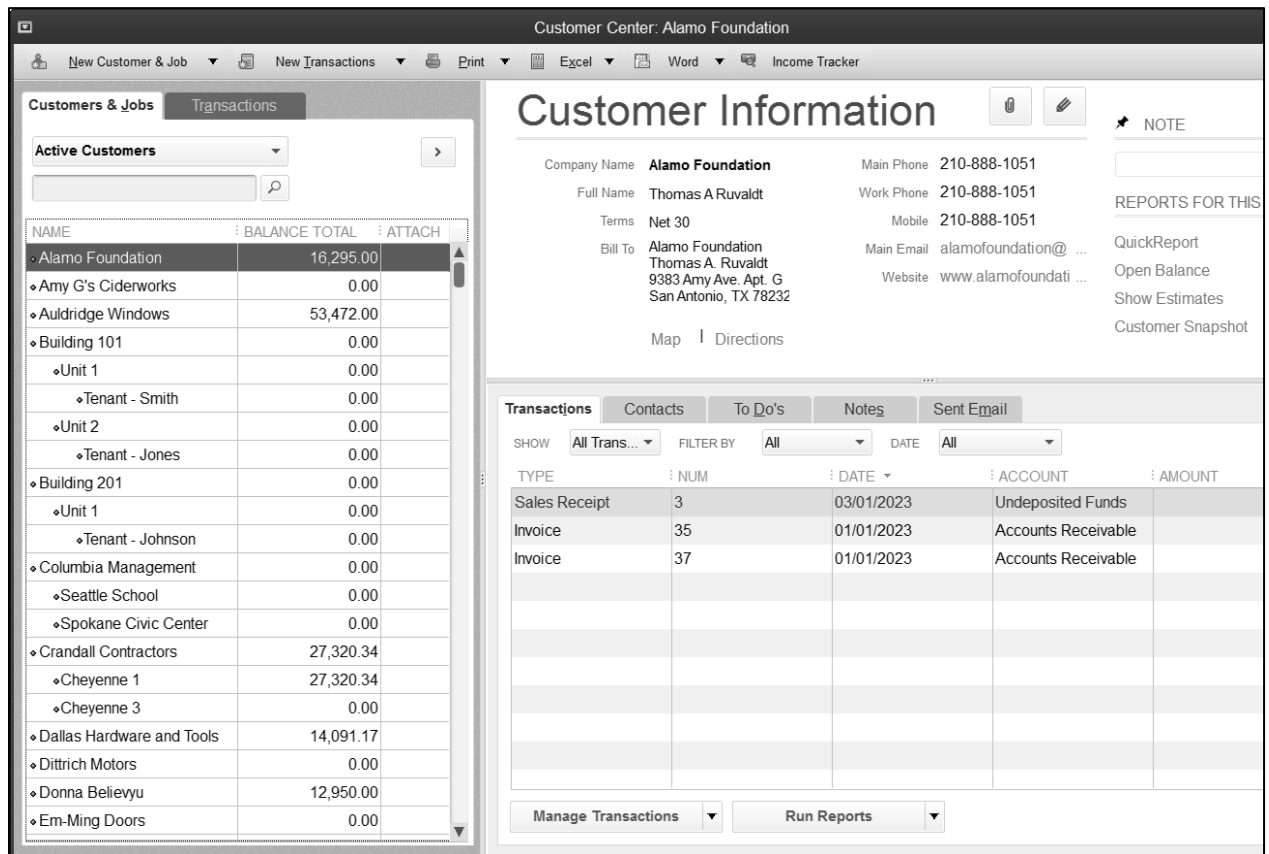 Customer Center: Alamo Foundation
New Customer & Job New Transactions Print Excel Word Income Tracker
Customers & Jobs Transactions
Active Customers
NAME BALANCE TOTAL ATTACH
Alamo Foundation 16,295.00
Amy G's Ciderworks 0.00
Auldridge Windows 53,472.00
Building 101 0.00
Unit 1 0.00
Tenant - Smith 0.00
Unit 2 0.00
Tenant - Jones 0.00
Building 201 0.00
Unit 1 0.00
Tenant - Johnson 0.00
Columbia Management 0.00
Seattle School 0.00
Spokane Civic Center 0.00
Crandall Contractors 27,320.34
Cheyenne 1 27,320.34
Cheyenne 3 0.00
Dallas Hardware and Tools 14,091.17
Dittrich Motors 0.00
Donna Believyu 12,950.00
Em-Ming Doors 0.00
Customer Information
Company Name Alamo Foundation
Full Name Thomas A Ruvaldt
Terms Net 30
Bill To Alamo Foundation
Thomas A. Ruvaldt
9383 Amy Ave. Apt. G
San Antonio, TX 78232
Map | Directions
Main Phone 210-888-1051
Work Phone 210-888-1051
Mobile 210-888-1051
Main Email alamofoundation@ ...
Website www.alamofoundati ...
NOTE
REPORTS FOR THIS
QuickReport
Open Balance
Show Estimates
Customer Snapshot
Transactions Contacts To Do's Notes Sent Email
SHOW All Trans... FILTER BY All DATE All
TYPE NUM DATE ACCOUNT AMOUNT
Sales Receipt 3 03/01/2023 Undeposited Funds
Invoice 35 01/01/2023 Accounts Receivable
Invoice 37 01/01/2023 Accounts Receivable
Manage Transactions Run Reports